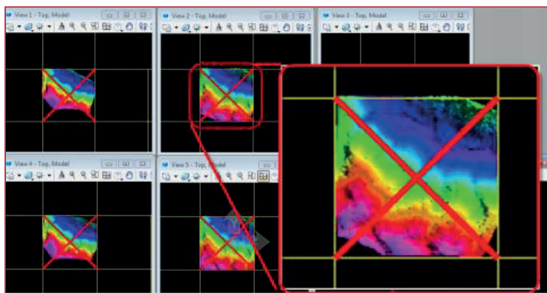 View 1 - Top, Model
View 2 - Top, Model
View 3 - Top, Model
View 4 - Top, Model
View 5 - Top, Model